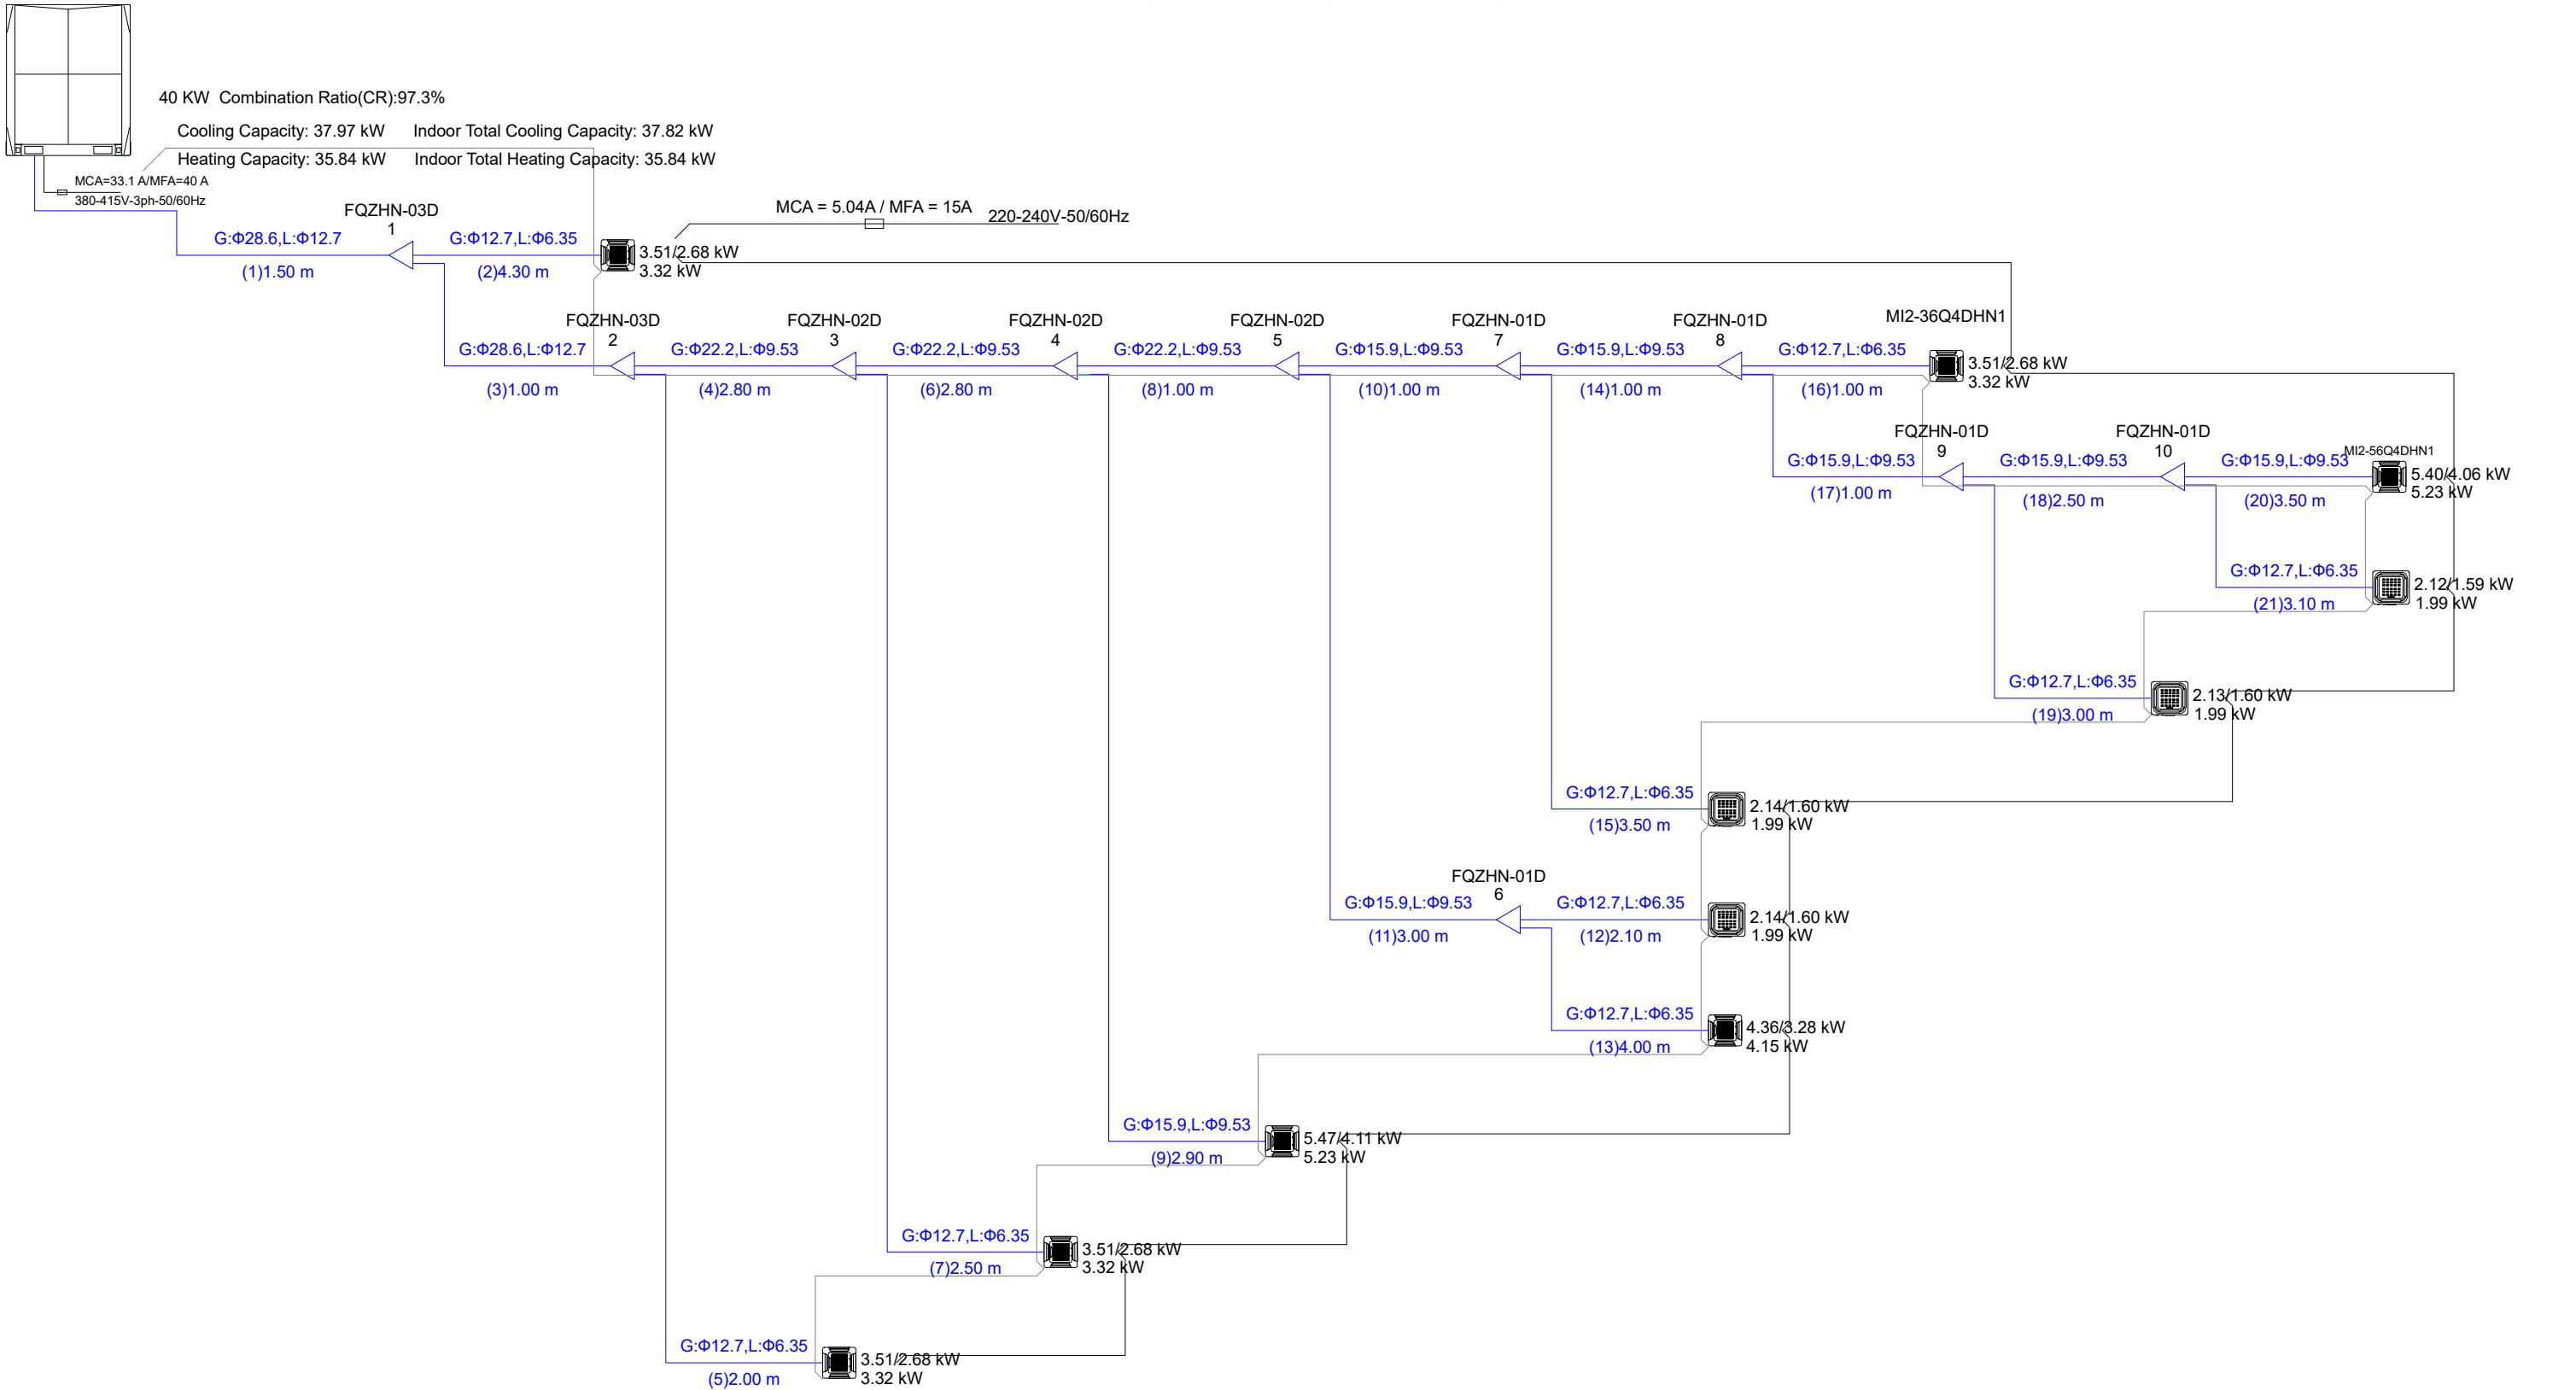 40 KW  Combination Ratio(CR):97.3%
Cooling Capacity: 37.97 kW  Indoor Total Cooling Capacity: 37.82 kW
Heating Capacity: 35.84 kW  Indoor Total Heating Capacity: 35.84 kW
MCA=33.1 A/MFA=40 A
380-415V-3ph-50/60Hz
FQZHN-03D
1
G:Φ28.6,L:Φ12.7
(1)1.50 m
G:Φ12.7,L:Φ6.35
(2)4.30 m
MCA = 5.04A / MFA = 15A
220-240V-50/60Hz
3.51/2.68 kW
3.32 kW
FQZHN-03D
2
G:Φ28.6,L:Φ12.7
(3)1.00 m
FQZHN-02D
3
G:Φ22.2,L:Φ9.53
(4)2.80 m
FQZHN-02D
4
G:Φ22.2,L:Φ9.53
(6)2.80 m
FQZHN-02D
5
G:Φ22.2,L:Φ9.53
(8)1.00 m
FQZHN-01D
7
G:Φ15.9,L:Φ9.53
(10)1.00 m
FQZHN-01D
8
G:Φ15.9,L:Φ9.53
(14)1.00 m
MI2-36Q4DHN1
G:Φ12.7,L:Φ6.35
(16)1.00 m
3.51/2.68 kW
3.32 kW
FQZHN-01D
9
G:Φ15.9,L:Φ9.53
(17)1.00 m
FQZHN-01D
10
G:Φ15.9,L:Φ9.53
(18)2.50 m
MI2-56Q4DHN1
G:Φ15.9,L:Φ9.53
(20)3.50 m
5.40/4.06 kW
5.23 kW
G:Φ12.7,L:Φ6.35
(21)3.10 m
2.12/1.59 kW
1.99 kW
G:Φ12.7,L:Φ6.35
(19)3.00 m
2.13/1.60 kW
1.99 kW
G:Φ12.7,L:Φ6.35
(15)3.50 m
2.14/1.60 kW
1.99 kW
FQZHN-01D
6
G:Φ15.9,L:Φ9.53
(11)3.00 m
G:Φ12.7,L:Φ6.35
(12)2.10 m
2.14/1.60 kW
1.99 kW
G:Φ12.7,L:Φ6.35
(13)4.00 m
4.36/3.28 kW
4.15 kW
G:Φ15.9,L:Φ9.53
(9)2.90 m
5.47/4.11 kW
5.23 kW
G:Φ12.7,L:Φ6.35
(7)2.50 m
3.51/2.68 kW
3.32 kW
G:Φ12.7,L:Φ6.35
(5)2.00 m
3.51/2.68 kW
3.32 kW